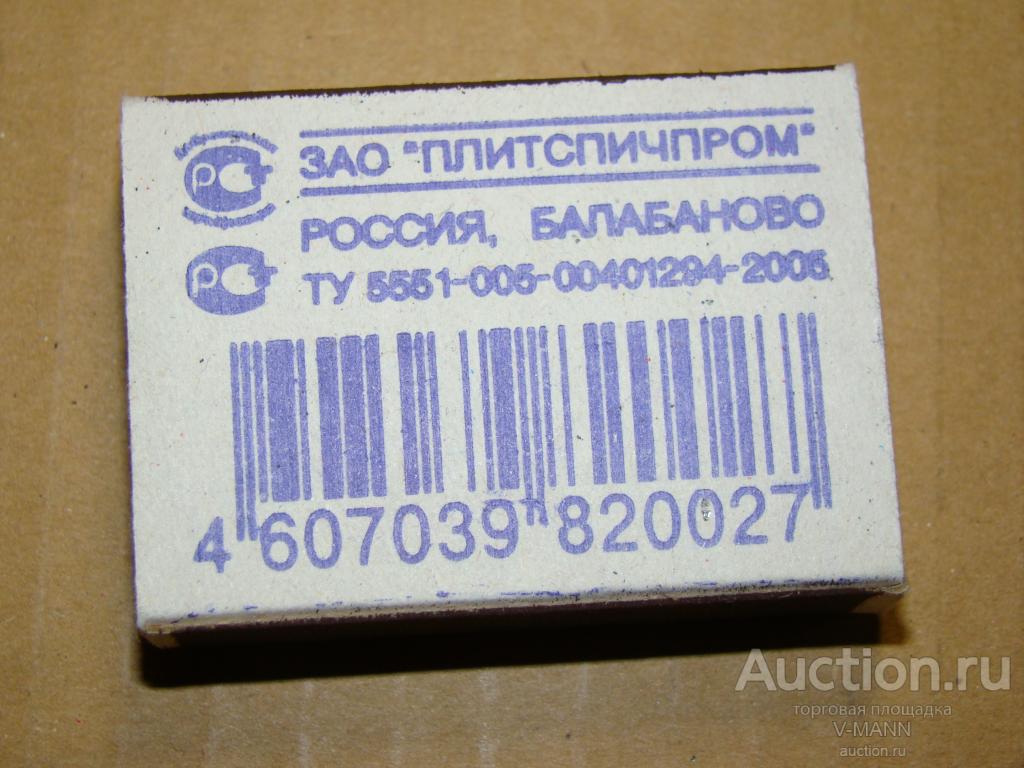 ЗАО "ПЛИТСПИЧПРОМ"
РОССИЯ, БАЛАБАНОВО
ТУ 5551-005-00401294-2005
4 607039 820027
Auction.ru
торговая площадка
V-MANN
auction.ru